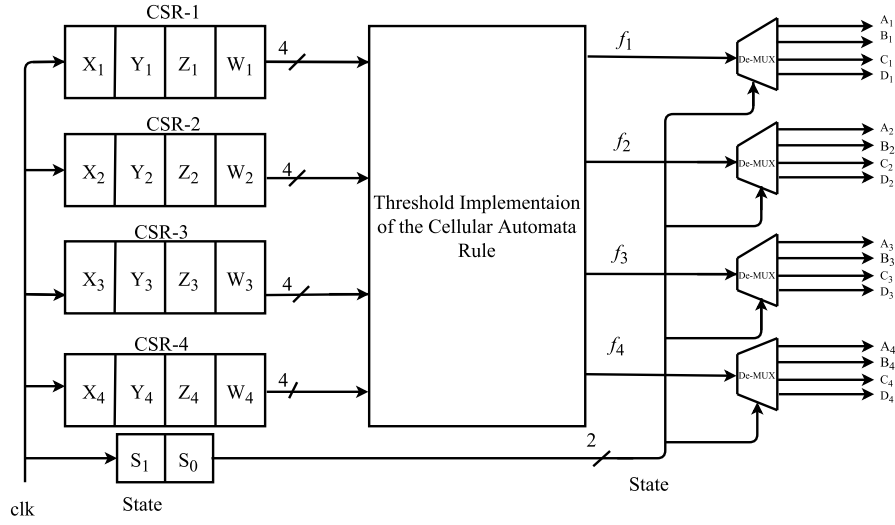 CSR-1
X1 Y1 Z1 W1
4
CSR-2
X2 Y2 Z2 W2
4
CSR-3
X3 Y3 Z3 W3
4
CSR-4
X4 Y4 Z4 W4
4
S1 S0
clk
State
Threshold Implementaion
of the Cellular Automata
Rule
f1
f2
f3
f4
2
State
De-MUX
A1
B1
C1
D1
De-MUX
A2
B2
C2
D2
De-MUX
A3
B3
C3
D3
De-MUX
A4
B4
C4
D4